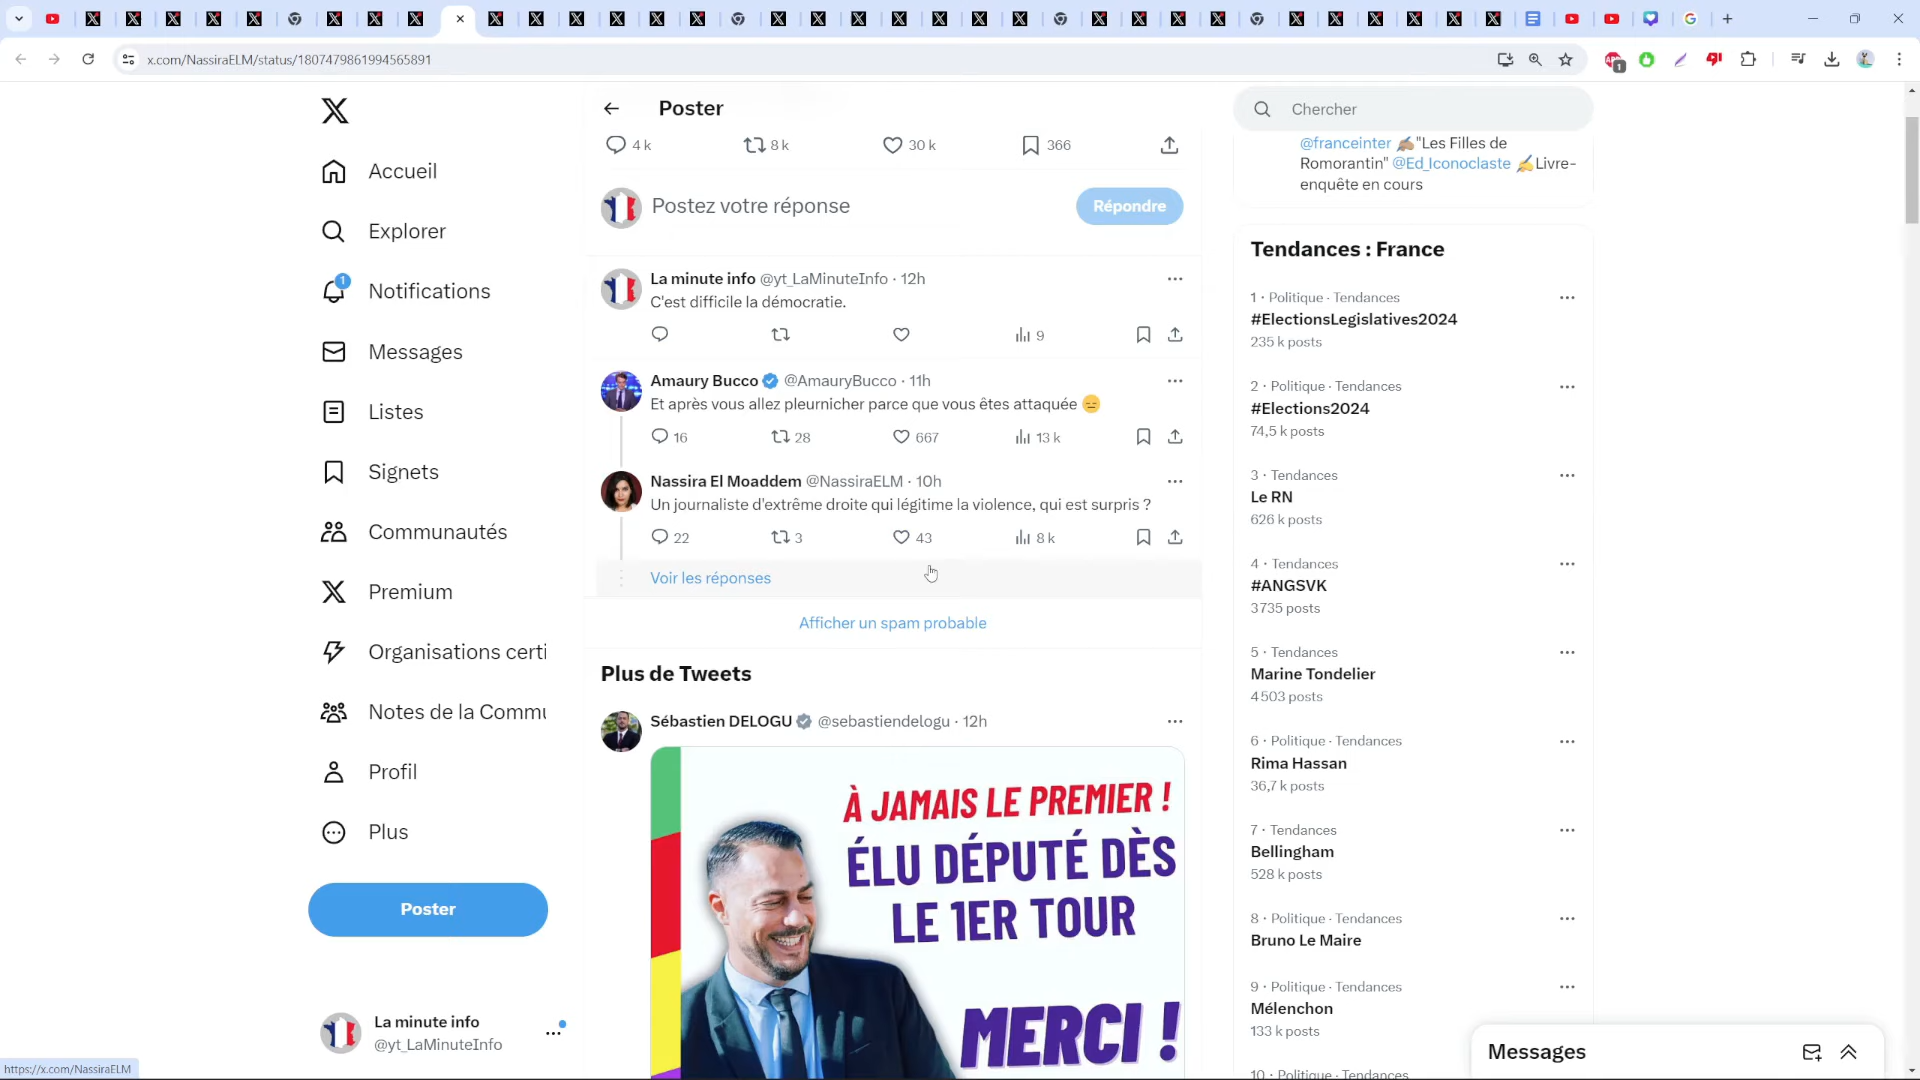 x.com/NassiraELM/status/1807479861994565891
1
Accueil
Explorer
1
Notifications
Messages
Listes
Signets
Communautés
Premium
Organisations certi
Notes de la Commu
Profil
Plus
Poster
La minute info
@yt_LaMinuteInfo
https://x.com/NassiraELM
Poster
4 k
8 k
30 k
366
Postez votre réponse
Répondre
La minute info @yt_LaMinuteInfo · 12h
C'est difficile la démocratie.
9
Amaury Bucco @AmauryBucco · 11h
Et après vous allez pleurnicher parce que vous êtes attaquée 😑
16
28
667
13 k
Nassira El Moaddem @NassiraELM · 10h
Un journaliste d'extrême droite qui légitime la violence, qui est surpris ?
22
3
43
8 k
Voir les réponses
Afficher un spam probable
Plus de Tweets
Sébastien DELOGU @sebastiendelogu · 12h
À JAMAIS LE PREMIER !
ÉLU DÉPUTÉ DÈS
LE 1ER TOUR
MERCI !
Chercher
@franceinter ✍🏽"Les Filles de
Romorantin" @Ed_Iconoclaste ✍Livre-
enquête en cours
Tendances : France
1 · Politique · Tendances
#ElectionsLegislatives2024
235 k posts
2 · Politique · Tendances
#Elections2024
74,5 k posts
3 · Tendances
Le RN
626 k posts
4 · Tendances
#ANGSVK
3 735 posts
5 · Tendances
Marine Tondelier
4 503 posts
6 · Politique · Tendances
Rima Hassan
36,7 k posts
7 · Tendances
Bellingham
528 k posts
8 · Politique · Tendances
Bruno Le Maire
9 · Politique · Tendances
Mélenchon
133 k posts
10 · Politique · Tendances
Messages